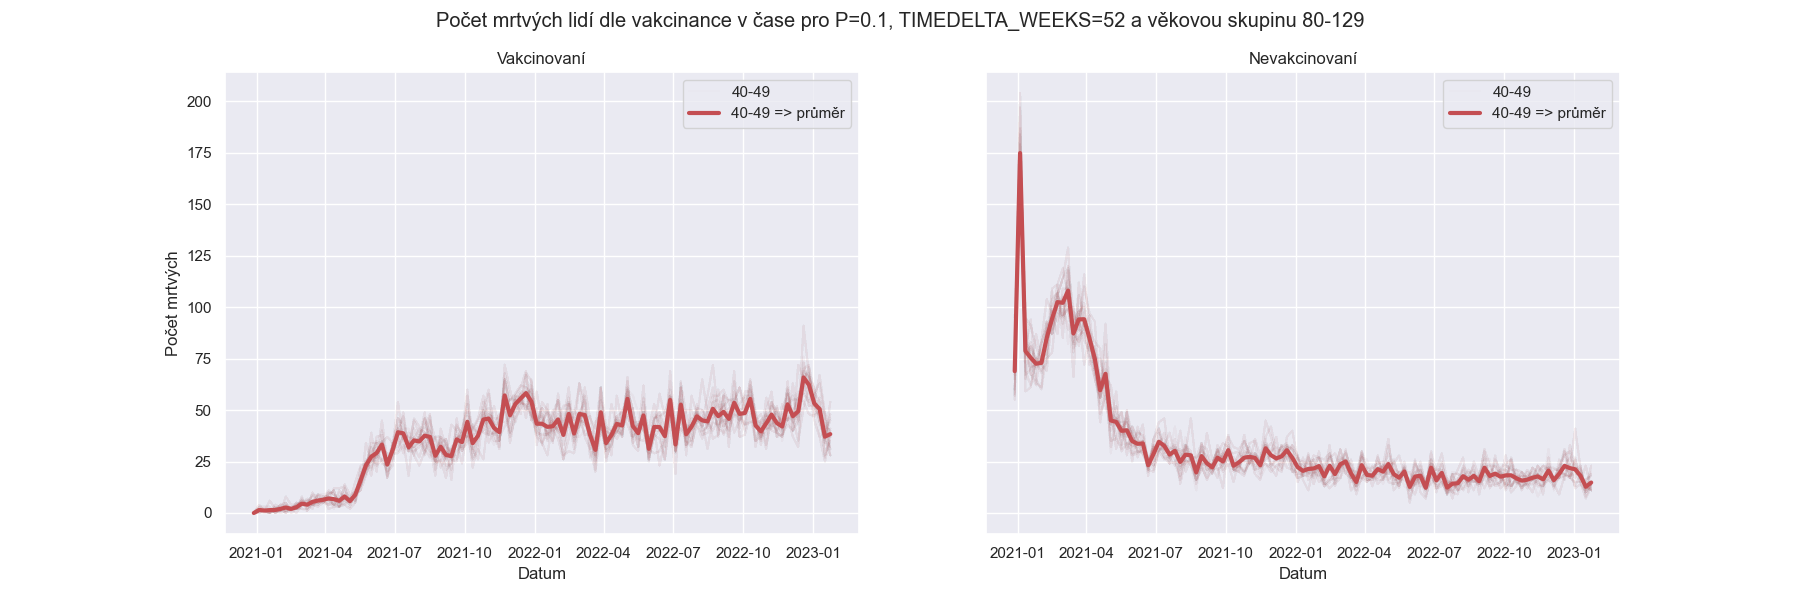 Počet mrtvých lidí dle vakcinance v čase pro P=0.1, TIMEDELTA_WEEKS=52 a věkovou skupinu 80-129
Vakcinovaní
40-49
40-49 => průměr
Počet mrtvých
200
175
150
125
100
75
50
25
0
2021-01 2021-04 2021-07 2021-10 2022-01 2022-04 2022-07 2022-10 2023-01
Datum
Nevakcinovaní
40-49
40-49 => průměr
2021-01 2021-04 2021-07 2021-10 2022-01 2022-04 2022-07 2022-10 2023-01
Datum